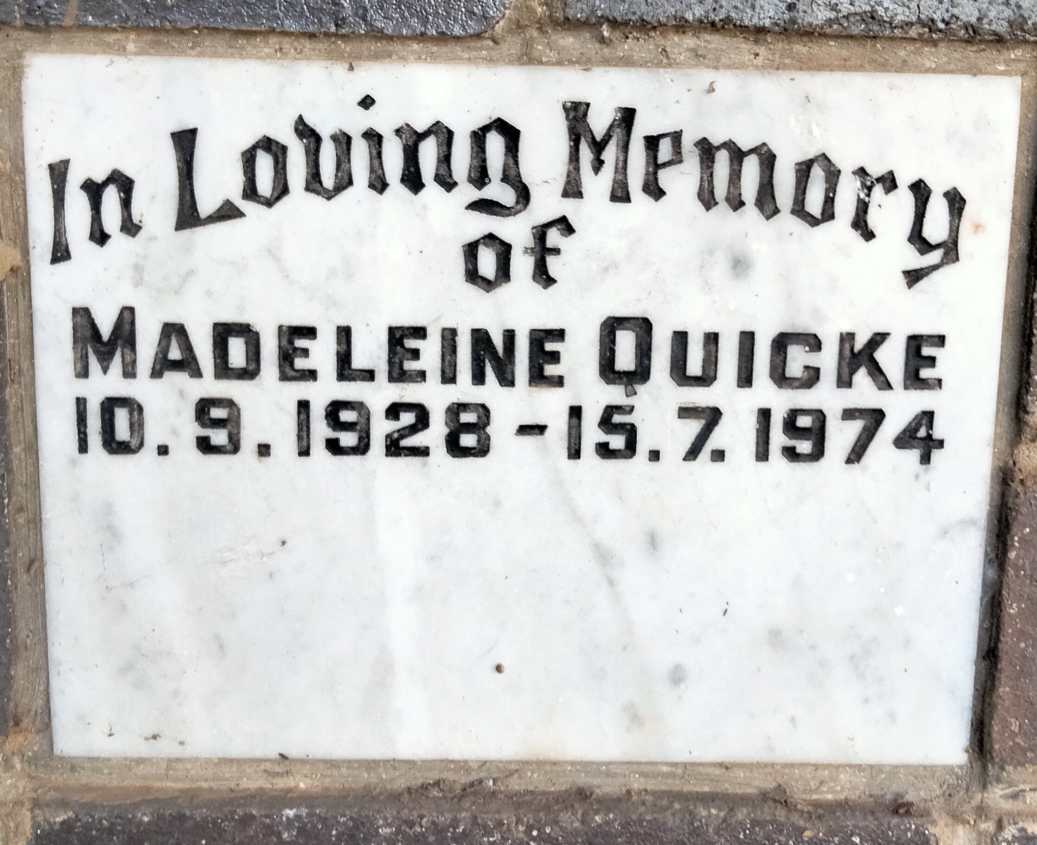 In Loving Memory
of
MADELEINE QUICKE
10.9.1928 - 15.7.1974